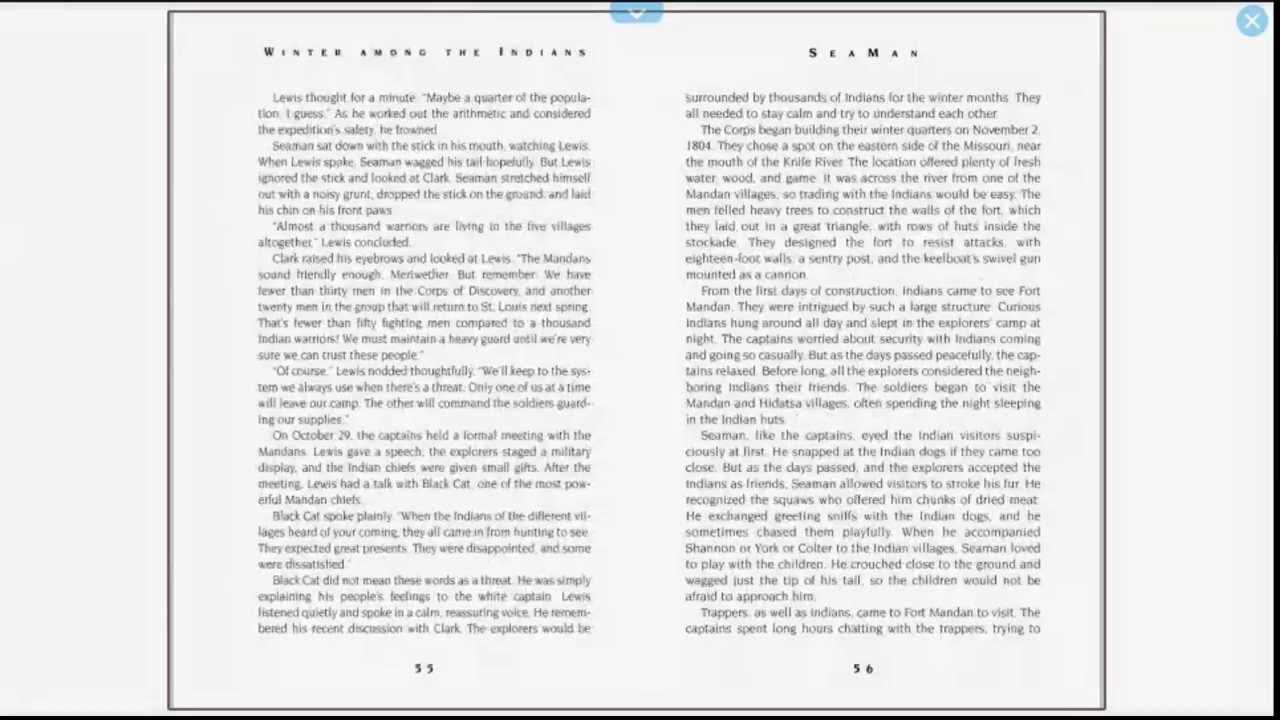 WINTER AMONG THE INDIANS
Lewis thought for a minute. "Maybe a quarter of the popula-
tion, I guess." As he worked out the arithmetic and considered
the expedition's safety, he frowned.
Seaman sat down with the stick in his mouth, watching Lewis.
When Lewis spoke, Seaman wagged his tail hopefully. But Lewis
ignored the stick and looked at Clark. Seaman stretched himself
out with a noisy grunt, dropped the stick on the ground, and laid
his chin on his front paws.
"Almost a thousand warriors are living in the five villages
altogether," Lewis concluded.
Clark raised his eyebrows and looked at Lewis. "The Mandans
sound friendly enough, Meriwether. But remember: We have
fewer than thirty men in the Corps of Discovery, and another
twenty men in the group that will return to St. Louis next spring.
That's fewer than fifty fighting men compared to a thousand
Indian warriors! We must maintain a heavy guard until we're very
sure we can trust these people."
"Of course," Lewis nodded thoughtfully. "We'll keep to the sys-
tem we always use when there's a threat. Only one of us at a time
will leave our camp. The other will command the soldiers guard-
ing our supplies."
On October 29, the captains held a formal meeting with the
Mandans. Lewis gave a speech, the explorers staged a military
display, and the Indian chiefs were given small gifts. After the
meeting, Lewis had a talk with Black Cat, one of the most pow-
erful Mandan chiefs.
Black Cat spoke plainly. "When the Indians of the different vil-
lages heard of your coming, they all came in from hunting to see.
They expected great presents. They were disappointed, and some
were dissatisfied."
Black Cat did not mean these words as a threat. He was simply
explaining his people's feelings to the white captain. Lewis
listened quietly and spoke in a calm, reassuring voice. He remem-
bered his recent discussion with Clark. The explorers would be
55
SEAMAN
surrounded by thousands of Indians for the winter months. They
all needed to stay calm and try to understand each other.
The Corps began building their winter quarters on November 2,
1804. They chose a spot on the eastern side of the Missouri, near
the mouth of the Knife River. The location offered plenty of fresh
water, wood, and game. It was across the river from one of the
Mandan villages, so trading with the Indians would be easy. The
men felled heavy trees to construct the walls of the fort, which
they laid out in a great triangle, with rows of huts inside the
stockade. They designed the fort to resist attacks, with
eighteen-foot walls, a sentry post, and the keelboat's swivel gun
mounted as a cannon.
From the first days of construction, Indians came to see Fort
Mandan. They were intrigued by such a large structure. Curious
Indians hung around all day and slept in the explorers' camp at
night. The captains worried about security with Indians coming
and going so casually. But as the days passed peacefully, the cap-
tains relaxed. Before long, all the explorers considered the neigh-
boring Indians their friends. The soldiers began to visit the
Mandan and Hidatsa villages, often spending the night sleeping
in the Indian huts.
Seaman, like the captains, eyed the Indian visitors suspi-
ciously at first. He snapped at the Indian dogs if they came too
close. But as the days passed, and the explorers accepted the
Indians as friends, Seaman allowed visitors to stroke his fur. He
recognized the squaws who offered him chunks of dried meat.
He exchanged greeting sniffs with the Indian dogs, and he
sometimes chased them playfully. When he accompanied
Shannon or York or Colter to the Indian villages, Seaman loved
to play with the children. He crouched close to the ground and
wagged just the tip of his tail, so the children would not be
afraid to approach him.
Trappers, as well as Indians, came to Fort Mandan to visit. The
captains spent long hours chatting with the trappers, trying to
56